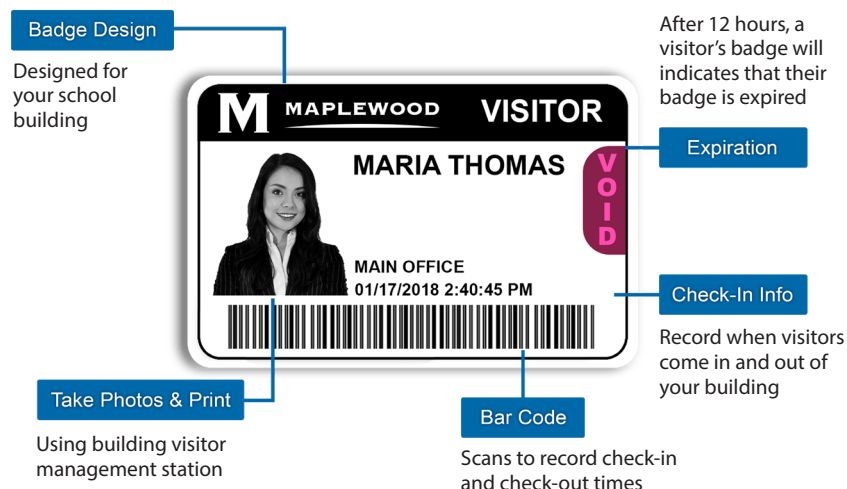 Badge Design
Designed for
your school
building
After 12 hours, a
visitor's badge will
indicates that their
badge is expired
Expiration
M MAPLEWOOD VISITOR
MARIA THOMAS
VOID
MAIN OFFICE
01/17/2018 2:40:45 PM
Check-In Info
Record when visitors
come in and out of
your building
Take Photos & Print
Using building visitor
management station
Bar Code
Scans to record check-in
and check-out times